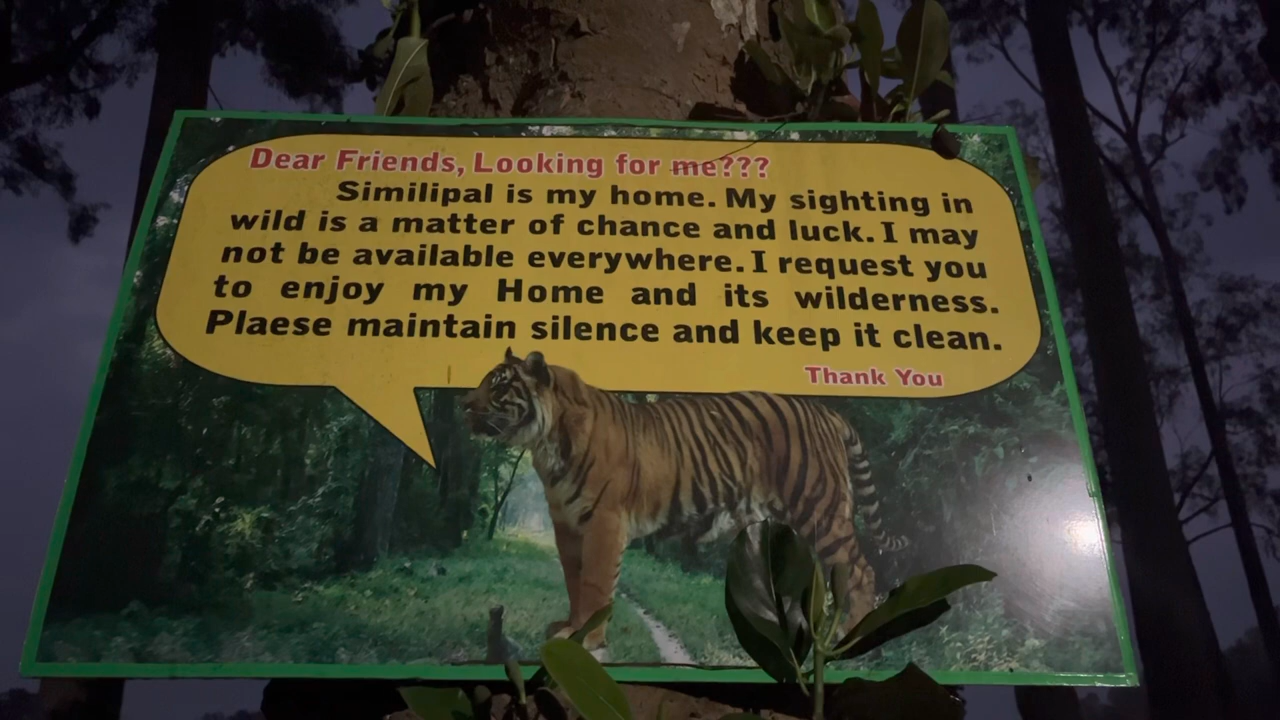 Dear Friends, Looking for me???
Similipal is my home. My sighting in
wild is a matter of chance and luck. I may
not be available everywhere. I request you
to enjoy my Home and its wilderness.
Plaese maintain silence and keep it clean.
Thank You